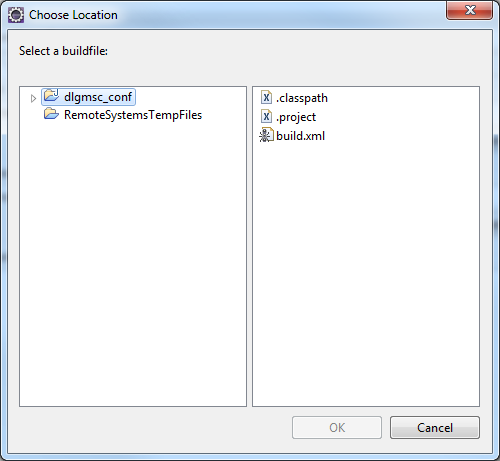 Choose Location
Select a buildfile:
dlgmsc_conf
RemoteSystemsTempFiles
.classpath
.project
build.xml
OK
Cancel